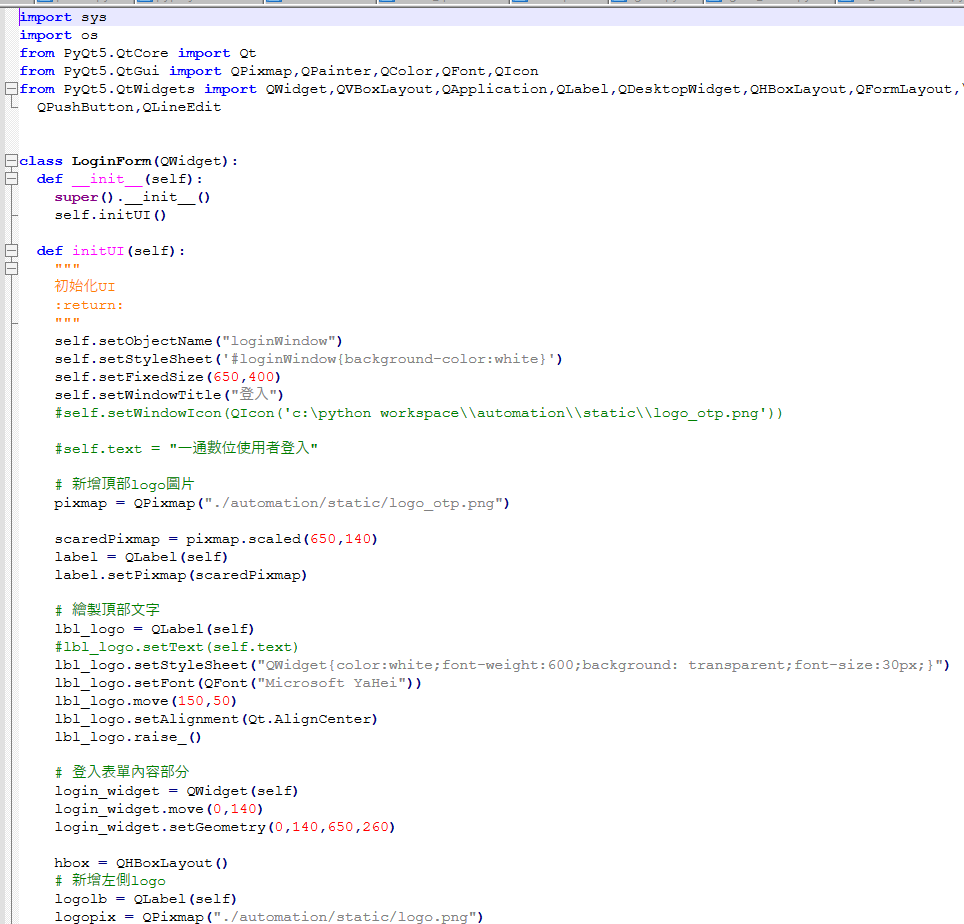 import sys
import os
from PyQt5.QtCore import Qt
from PyQt5.QtGui import QPixmap,QPainter,QColor,QFont,QIcon
from PyQt5.QtWidgets import QWidget,QVBoxLayout,QApplication,QLabel,QDesktopWidget,QHBoxLayout,QFormLayout,\
  QPushButton,QLineEdit
class LoginForm(QWidget):
  def __init__(self):
    super().__init__()
    self.initUI()
  def initUI(self):
    """
    初始化UI
    :return:
    """
    self.setObjectName("loginWindow")
    self.setStyleSheet('#loginWindow{background-color:white}')
    self.setFixedSize(650,400)
    self.setWindowTitle("登入")
    #self.setWindowIcon(QIcon('c:\python workspace\\automation\\static\\logo_otp.png'))
    #self.text = "一通數位使用者登入"
    # 新增頂部logo圖片
    pixmap = QPixmap("./automation/static/logo_otp.png")
    scaredPixmap = pixmap.scaled(650,140)
    label = QLabel(self)
    label.setPixmap(scaredPixmap)
    # 繪製頂部文字
    lbl_logo = QLabel(self)
    #lbl_logo.setText(self.text)
    lbl_logo.setStyleSheet("QWidget{color:white;font-weight:600;background: transparent;font-size:30px;}")
    lbl_logo.setFont(QFont("Microsoft YaHei"))
    lbl_logo.move(150,50)
    lbl_logo.setAlignment(Qt.AlignCenter)
    lbl_logo.raise_()
    # 登入表單內容部分
    login_widget = QWidget(self)
    login_widget.move(0,140)
    login_widget.setGeometry(0,140,650,260)
    hbox = QHBoxLayout()
    # 新增左側logo
    logolb = QLabel(self)
    logopix = QPixmap("./automation/static/logo.png")